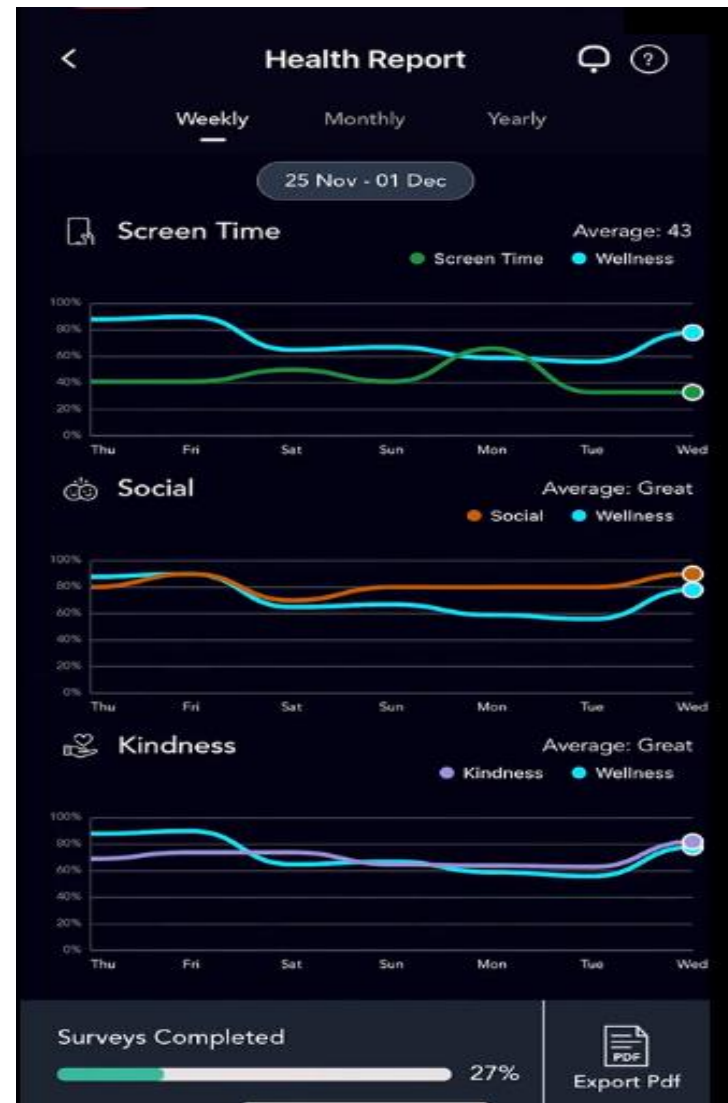 Health Report
?
Weekly Monthly Yearly
25 Nov - 01 Dec
Screen Time Average: 43
Screen Time Wellness
100%
80%
60%
40%
20%
0%
Thu Fri Sat Sun Mon Tue Wed
Social Average: Great
Social Wellness
100%
80%
60%
40%
20%
0%
Thu Fri Sat Sun Mon Tue Wed
Kindness Average: Great
Kindness Wellness
100%
80%
60%
40%
20%
0%
Thu Fri Sat Sun Mon Tue Wed
Surveys Completed
27%
PDF
Export Pdf